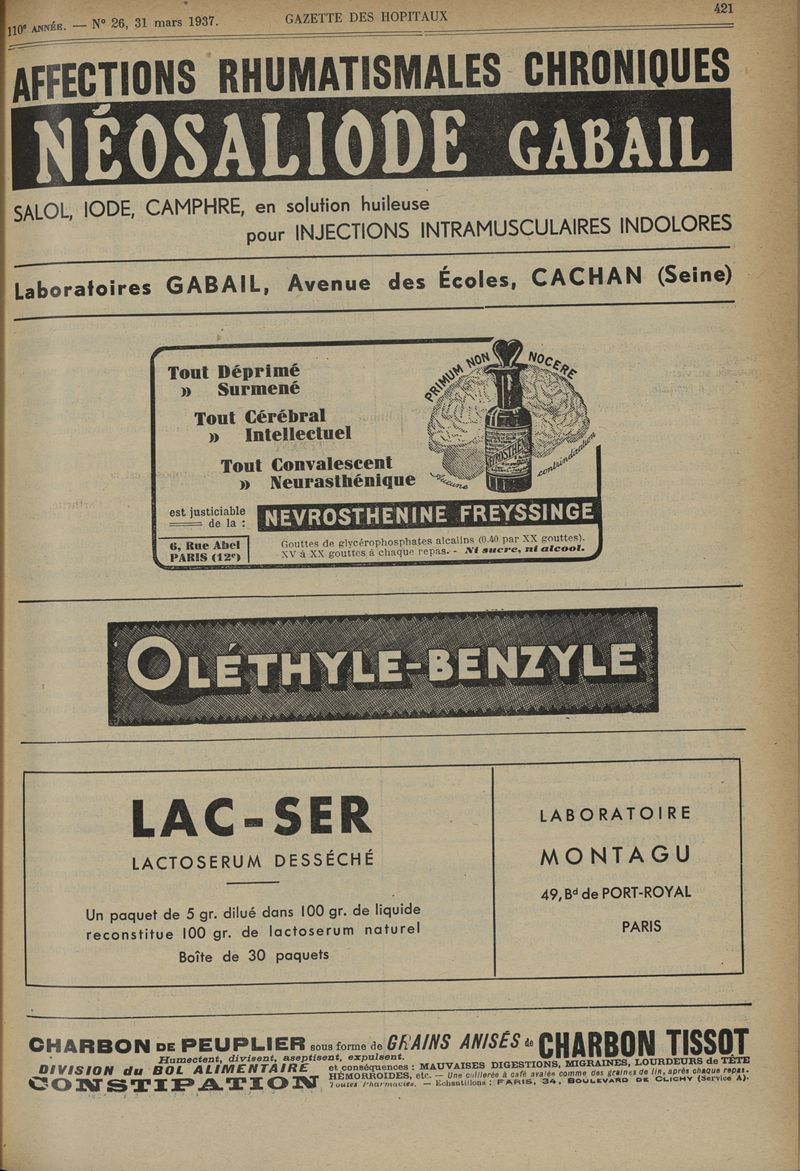 110e ANNÉE. — N° 26, 31 mars 1937.
GAZETTE DES HOPITAUX
421
AFFECTIONS RHUMATISMALES CHRONIQUES
NÉOSALIODE GABAIL
SALOL, IODE, CAMPHRE, en solution huileuse
pour INJECTIONS INTRAMUSCULAIRES INDOLORES
Laboratoires GABAIL, Avenue des Écoles, CACHAN (Seine)
Tout Déprimé
» Surmené
Tout Cérébral
» Intellectuel
Tout Convalescent
» Neurasthénique
PRIMUM NON NOCERE
Aucune contrindication
est justiciable
de la :
NEVROSTHENINE FREYSSINGE
6, Rue Abel
PARIS (12e)
Gouttes de glycérophosphates alcalins (0.40 par XX gouttes).
XV à XX gouttes à chaque repas. - Ni sucre, ni alcool.
OLÉTHYLE-BENZYLE
LAC-SER
LACTOSERUM DESSÉCHÉ
Un paquet de 5 gr. dilué dans 100 gr. de liquide
reconstitue 100 gr. de lactoserum naturel
Boîte de 30 paquets
LABORATOIRE
MONTAGU
49, Bd de PORT-ROYAL
PARIS
CHARBON DE PEUPLIER sous forme de GRAINS ANISÉS de CHARBON TISSOT
Humectent, divisent, aseptisent, expulsent.
DIVISION du BOL ALIMENTAIRE
CONSTIPATION
et conséquences : MAUVAISES DIGESTIONS, MIGRAINES, LOURDEURS de TÊTE
HÉMORROIDES, etc. — Une cuillerée à café avalée comme des graines de lin, après chaque repas.
Toutes Pharmacies. — Echantillons : PARIS, 34, BOULEVARD DE CLICHY (Service A).